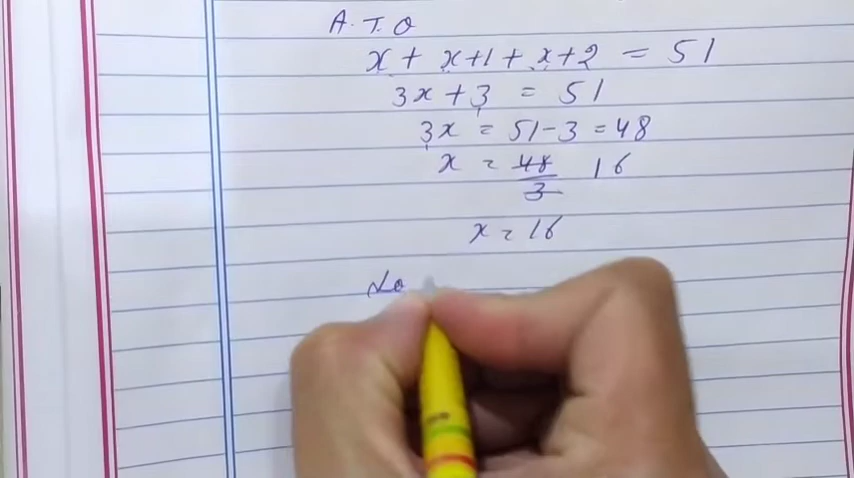 A. T. Q
x + x+1 + x+2 = 51
3x + 3 = 51
3x = 51-3 = 48
x = 48/3 16
x = 16